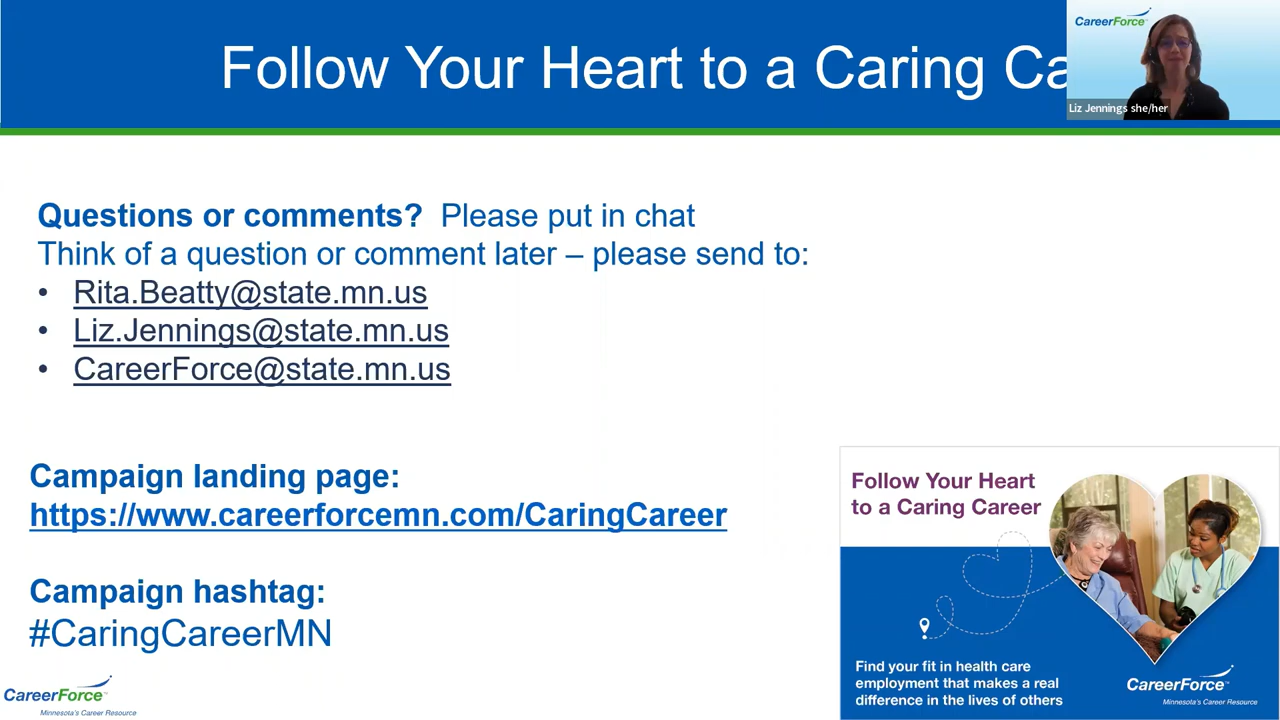 Follow Your Heart to a Caring Ca
CareerForce
Liz Jennings she/her
Questions or comments? Please put in chat
Think of a question or comment later – please send to:
• Rita.Beatty@state.mn.us
• Liz.Jennings@state.mn.us
• CareerForce@state.mn.us
Campaign landing page:
https://www.careerforcemn.com/CaringCareer
Campaign hashtag:
#CaringCareerMN
CareerForce™
Minnesota's Career Resource
Follow Your Heart
to a Caring Career
Find your fit in health care
employment that makes a real
difference in the lives of others
CareerForce™
Minnesota's Career Resource